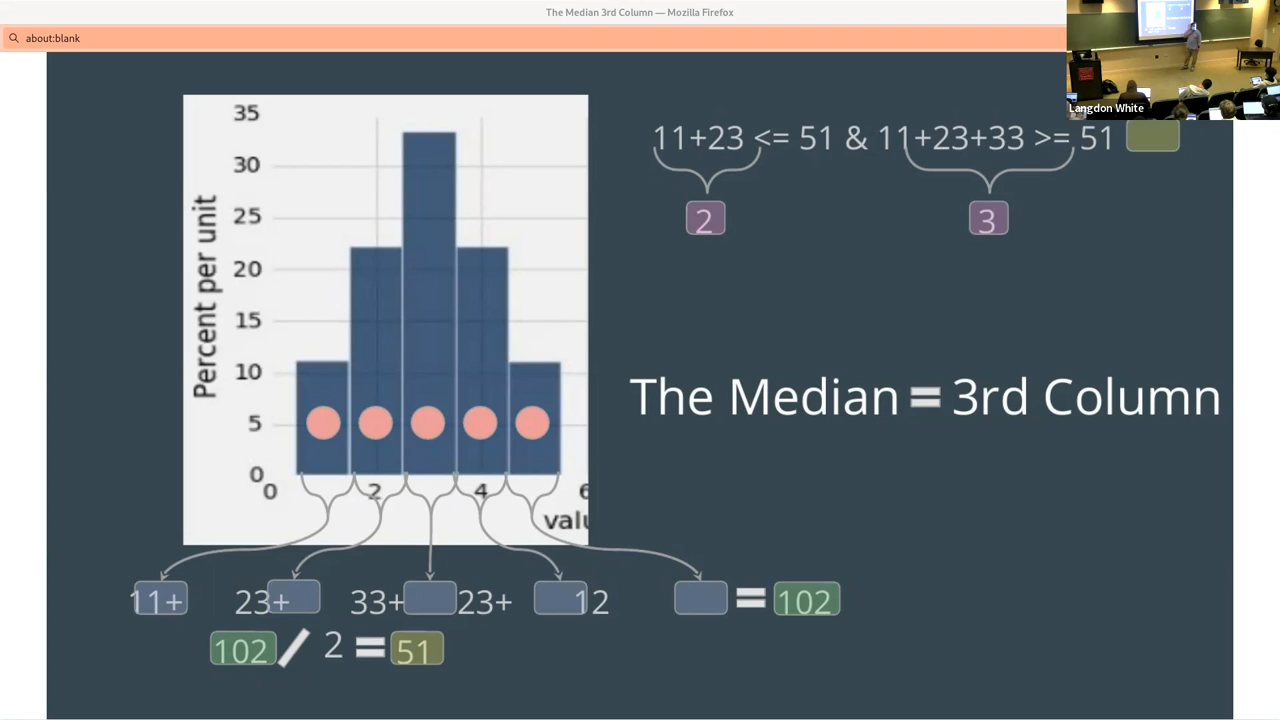 The Median 3rd Column — Mozilla Firefox
about:blank
Langdon White
35
30
25
20
15
10
5
0
Percent per unit
0 2 4 6
valu
11+23 <= 51 & 11+23+33 >= 51
2 3
The Median = 3rd Column
11+ 23+ 33+ 23+ 12 = 102
102 / 2 = 51